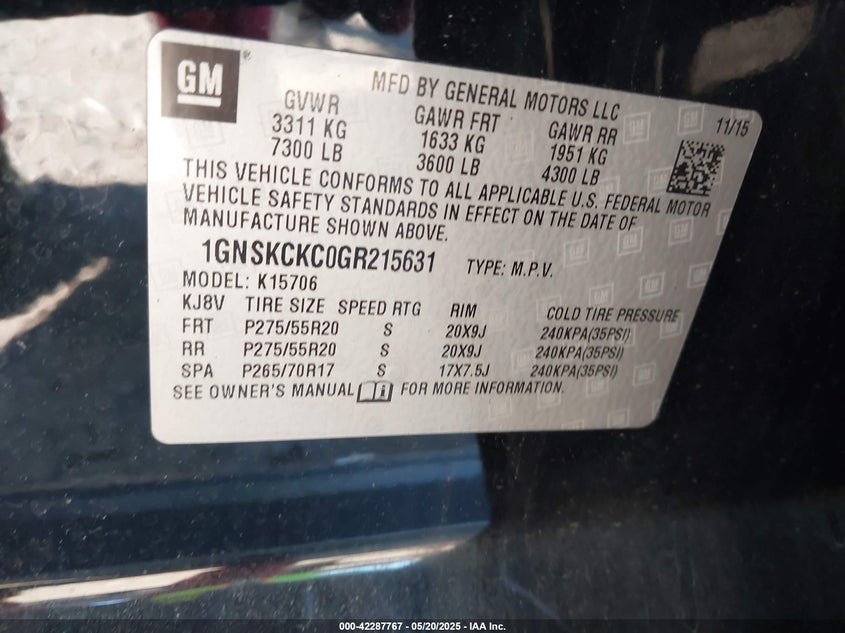 GM ®
MFD BY GENERAL MOTORS LLC
11/15
GVWR GAWR FRT GAWR RR
3311 KG 1633 KG 1951 KG
7300 LB 3600 LB 4300 LB
THIS VEHICLE CONFORMS TO ALL APPLICABLE U.S. FEDERAL MOTOR
VEHICLE SAFETY STANDARDS IN EFFECT ON THE DATE OF
MANUFACTURE SHOWN ABOVE.
1GNSKCKC0GR215631 TYPE: M.P.V.
MODEL: K15706
KJ8V TIRE SIZE SPEED RTG RIM COLD TIRE PRESSURE
FRT P275/55R20 S 20X9J 240KPA(35PSI)
RR P275/55R20 S 20X9J 240KPA(35PSI)
SPA P265/70R17 S 17X7.5J 240KPA(35PSI)
SEE OWNER'S MANUAL i FOR MORE INFORMATION.
000-42287767 — 05/20/2025 — IAA Inc.